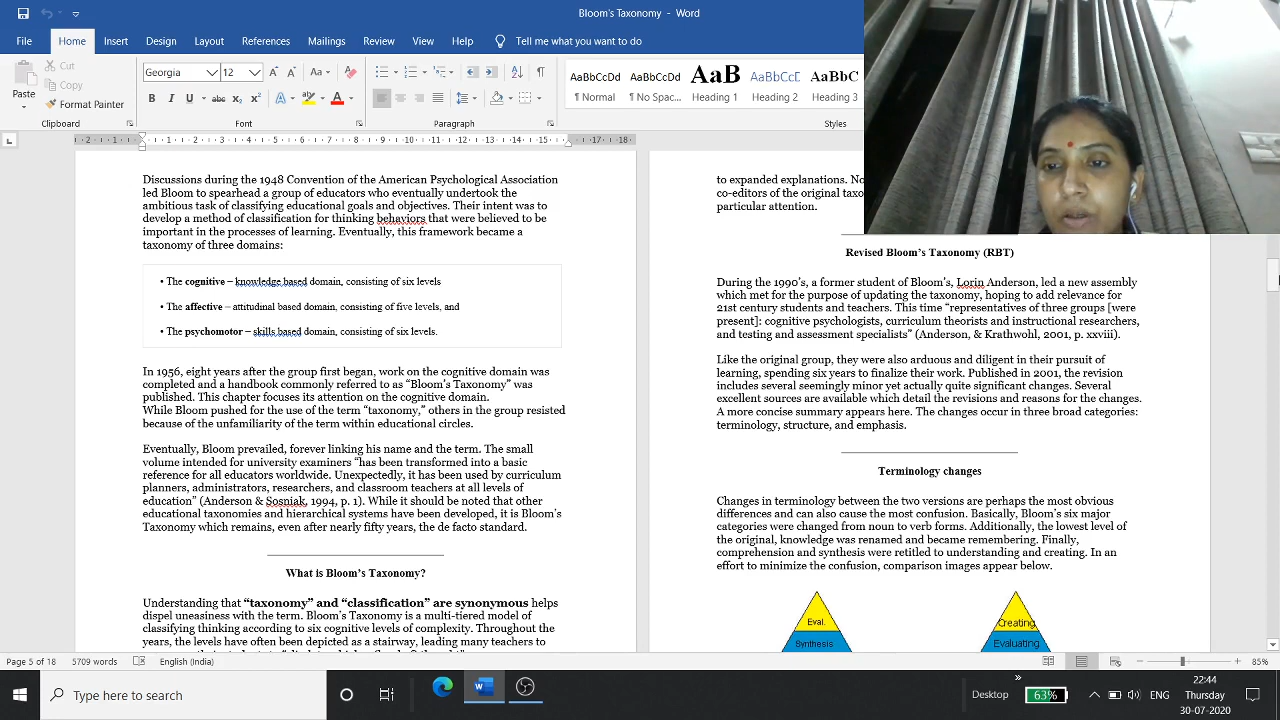 Bloom's Taxonomy - Word
File
Home
Insert
Design
Layout
References
Mailings
Review
View
Help
Tell me what you want to do
Cut
Copy
Format Painter
Paste
Clipboard
Georgia
12
Font
Paragraph
AaBbCcDd
¶ Normal
AaBbCcDd
¶ No Spac...
AaB
Heading 1
AaBbCcD
Heading 2
AaBbC
Heading 3
Styles
Discussions during the 1948 Convention of the American Psychological Association
led Bloom to spearhead a group of educators who eventually undertook the
ambitious task of classifying educational goals and objectives. Their intent was to
develop a method of classification for thinking behaviors that were believed to be
important in the processes of learning. Eventually, this framework became a
taxonomy of three domains:
• The cognitive – knowledge based domain, consisting of six levels
• The affective – attitudinal based domain, consisting of five levels, and
• The psychomotor – skills based domain, consisting of six levels.
In 1956, eight years after the group first began, work on the cognitive domain was
completed and a handbook commonly referred to as “Bloom’s Taxonomy” was
published. This chapter focuses its attention on the cognitive domain.
While Bloom pushed for the use of the term “taxonomy,” others in the group resisted
because of the unfamiliarity of the term within educational circles.
Eventually, Bloom prevailed, forever linking his name and the term. The small
volume intended for university examiners “has been transformed into a basic
reference for all educators worldwide. Unexpectedly, it has been used by curriculum
planners, administrators, researchers, and classroom teachers at all levels of
education” (Anderson & Sosniak, 1994, p. 1). While it should be noted that other
educational taxonomies and hierarchical systems have been developed, it is Bloom’s
Taxonomy which remains, even after nearly fifty years, the de facto standard.
What is Bloom’s Taxonomy?
Understanding that “taxonomy” and “classification” are synonymous helps
dispel uneasiness with the term. Bloom’s Taxonomy is a multi-tiered model of
classifying thinking according to six cognitive levels of complexity. Throughout the
years, the levels have often been depicted as a stairway, leading many teachers to
to expanded explanations. No
co-editors of the original taxo
particular attention.
Revised Bloom’s Taxonomy (RBT)
During the 1990’s, a former student of Bloom’s, Lorin Anderson, led a new assembly
which met for the purpose of updating the taxonomy, hoping to add relevance for
21st century students and teachers. This time “representatives of three groups [were
present]: cognitive psychologists, curriculum theorists and instructional researchers,
and testing and assessment specialists” (Anderson, & Krathwohl, 2001, p. xxviii).
Like the original group, they were also arduous and diligent in their pursuit of
learning, spending six years to finalize their work. Published in 2001, the revision
includes several seemingly minor yet actually quite significant changes. Several
excellent sources are available which detail the revisions and reasons for the changes.
A more concise summary appears here. The changes occur in three broad categories:
terminology, structure, and emphasis.
Terminology changes
Changes in terminology between the two versions are perhaps the most obvious
differences and can also cause the most confusion. Basically, Bloom’s six major
categories were changed from noun to verb forms. Additionally, the lowest level of
the original, knowledge was renamed and became remembering. Finally,
comprehension and synthesis were retitled to understanding and creating. In an
effort to minimize the confusion, comparison images appear below.
Eval.
Synthesis
Creating
Evaluating
Page 5 of 18
5709 words
English (India)
85%
Type here to search
Desktop
63%
ENG
22:44
Thursday
30-07-2020